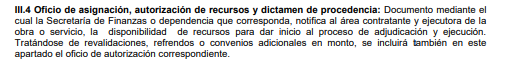 III.4 Oficio de asignación, autorización de recursos y dictamen de procedencia: Documento mediante el
cual la Secretaría de Finanzas o dependencia que corresponda, notifica al área contratante y ejecutora de la
obra o servicio, la disponibilidad de recursos para dar inicio al proceso de adjudicación y ejecución.
Tratándose de revalidaciones, refrendos o convenios adicionales en monto, se incluirá también en este
apartado el oficio de autorización correspondiente.